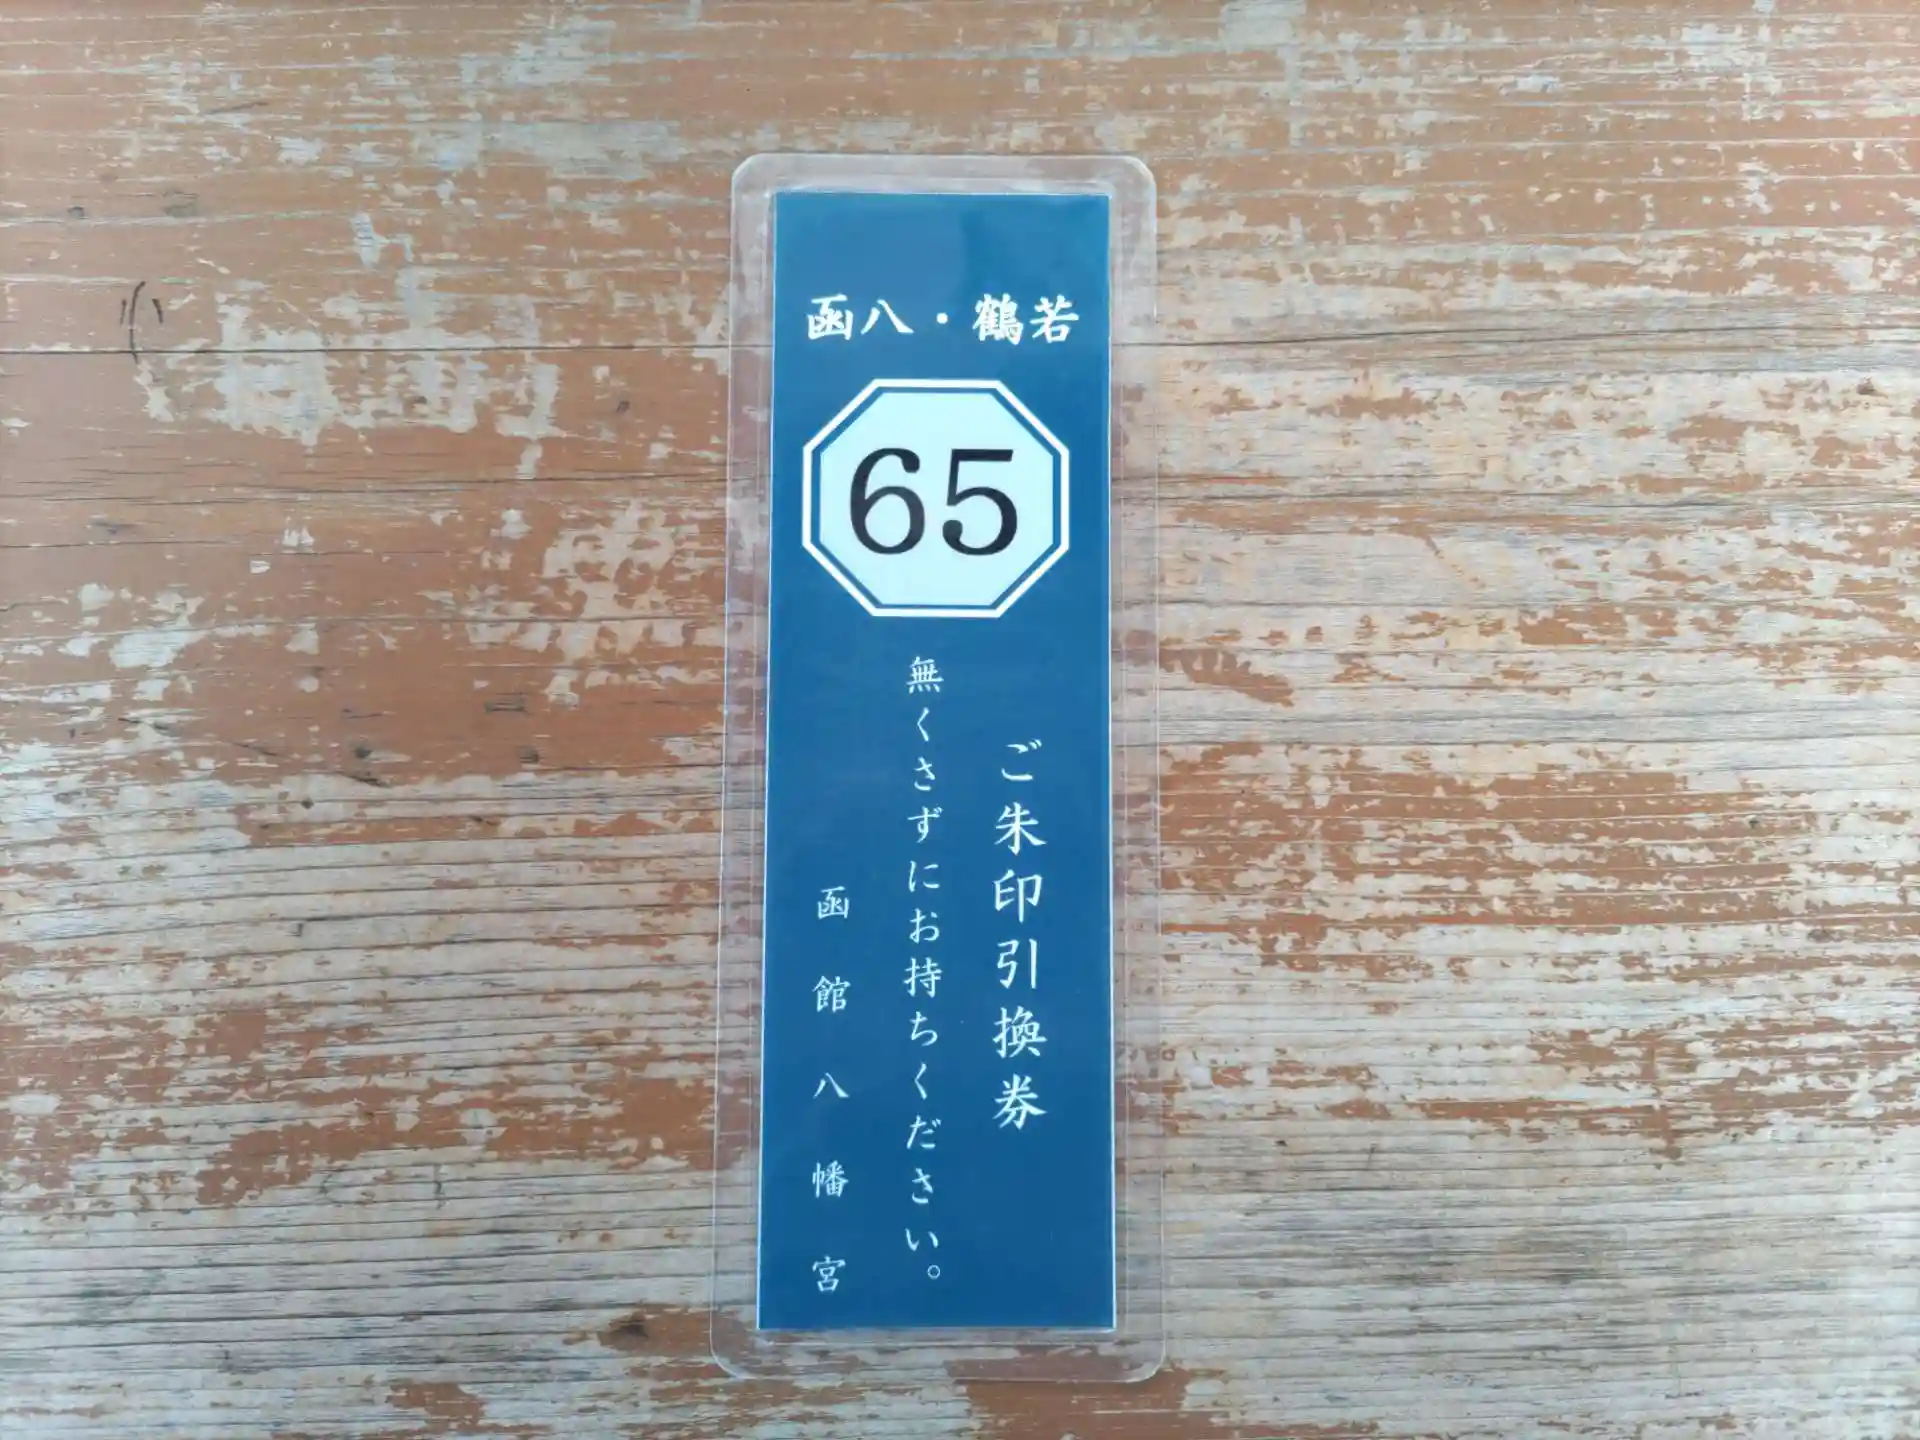 函八・鶴若
65
ご朱印引換券
無くさずにお持ちください。
函館八幡宮